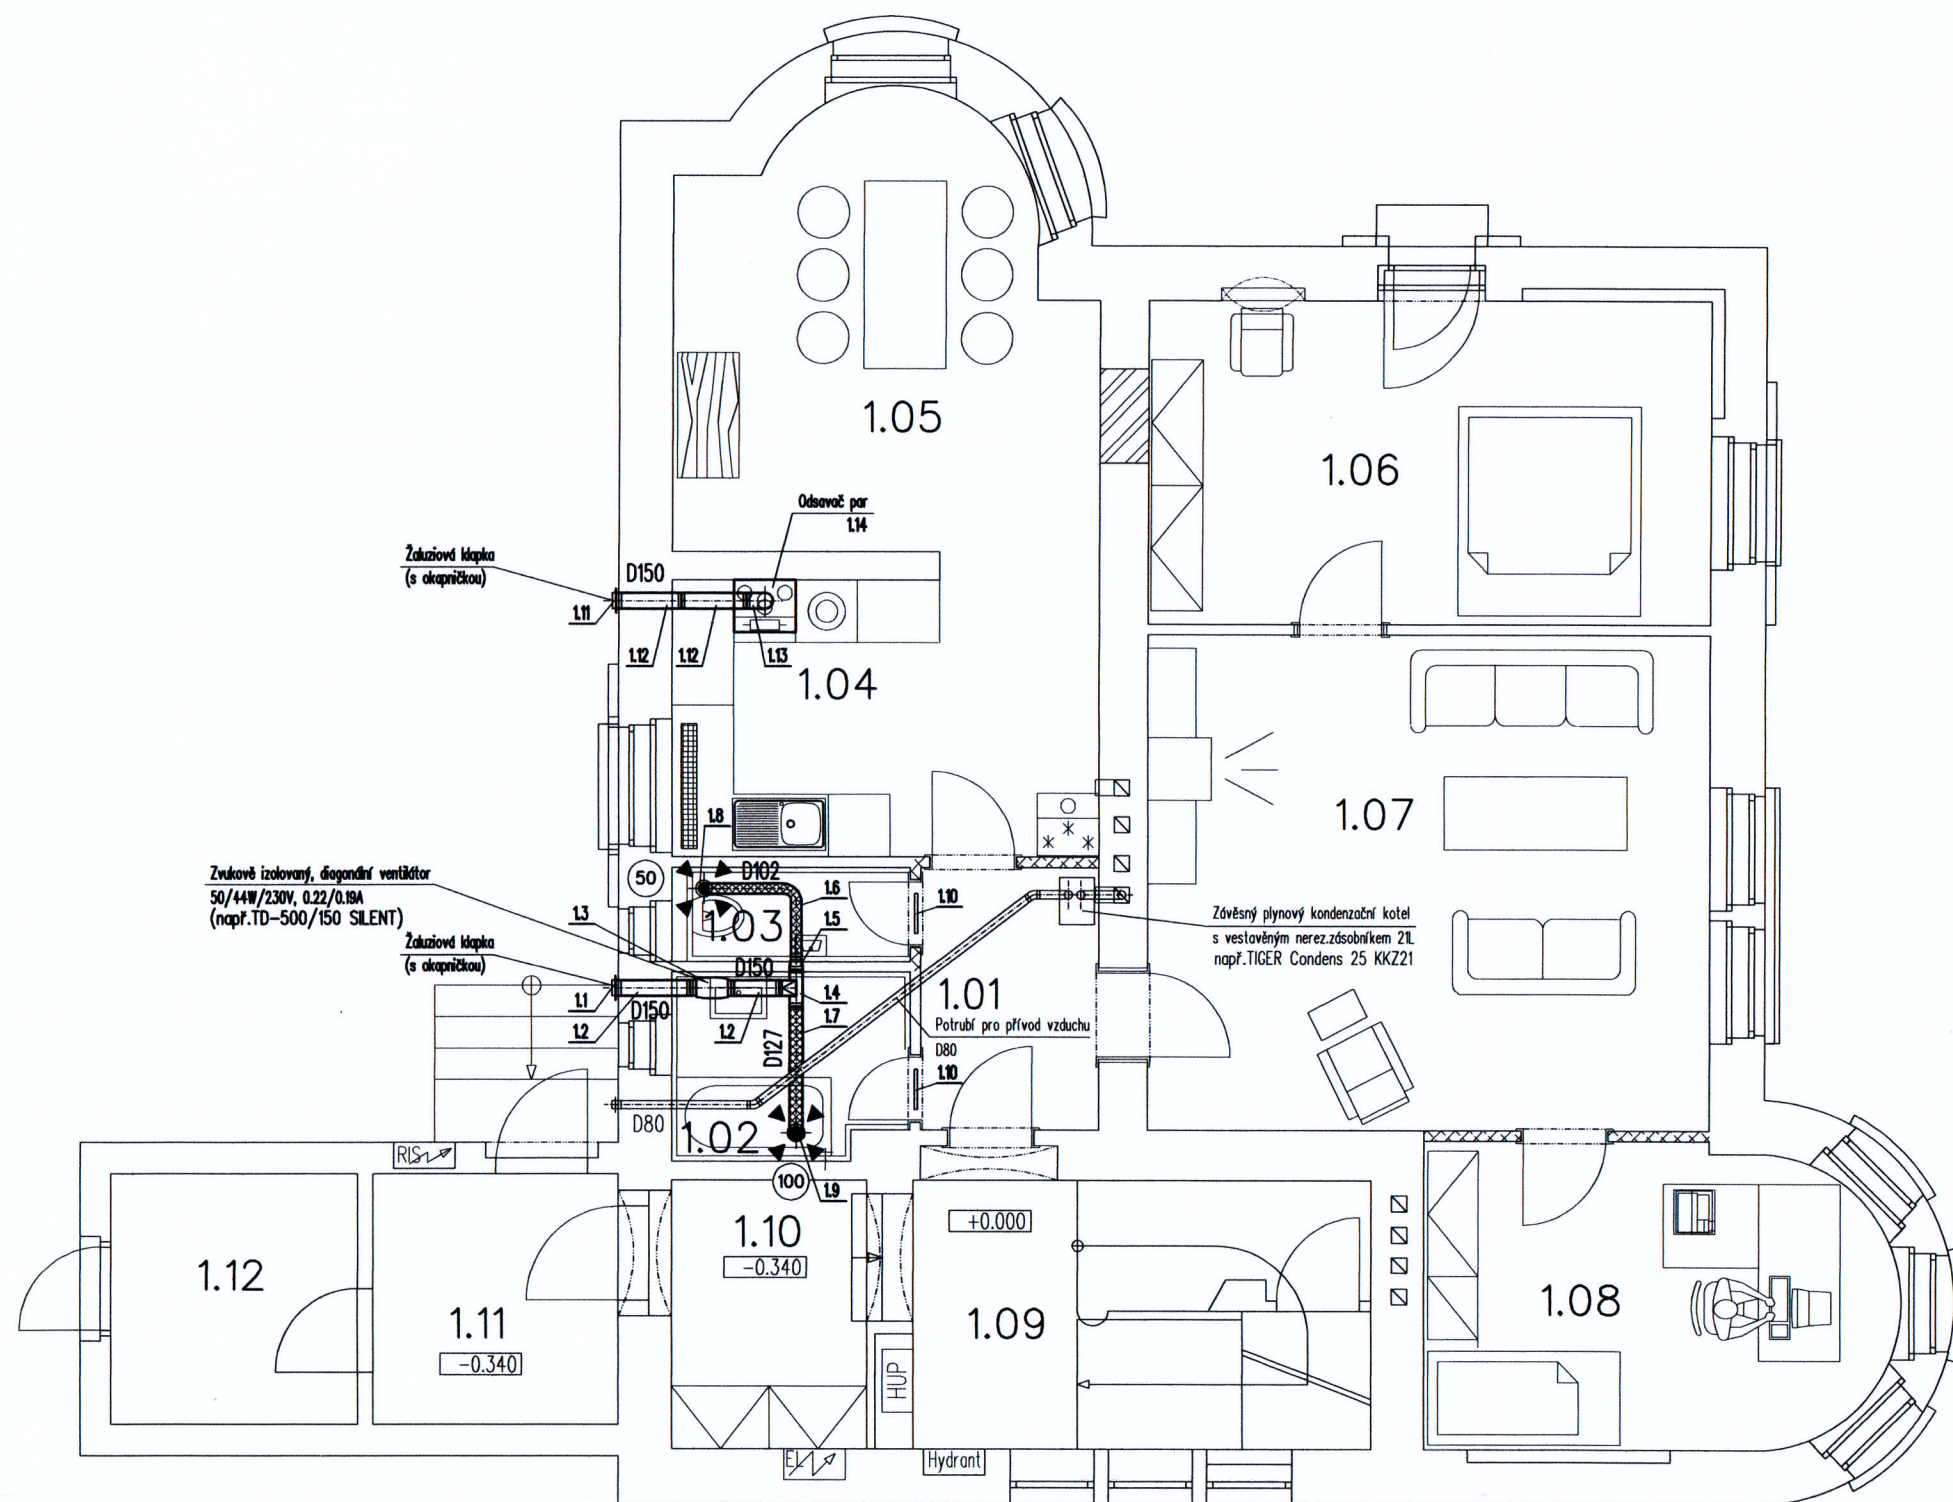 1.05
1.06
Odsavač par
1.14
Žaluziová klapka
(s okapničkou)
D150
1.11
1.12
1.12
1.13
1.04
1.07
1.8
50
D102
1.6
1.10
Zvukově izolovaný, diagonální ventilátor
50/44W/230V, 0.22/0.19A
(např.TD-500/150 SILENT)
1.3
1.03
1.5
Závěsný plynový kondenzační kotel
s vestavěným nerez.zásobníkem 21L
např.TIGER Condens 25 KKZ21
Žaluziová klapka
(s okapničkou)
D150
1.1
1.4
1.01
D150
1.2
1.2
1.7
Potrubí pro přívod vzduchu
D127
D80
1.10
D80
1.02
RIS
100
1.9
1.10
-0.340
+0.000
1.12
1.11
-0.340
1.09
1.08
HUP
EL
Hydrant